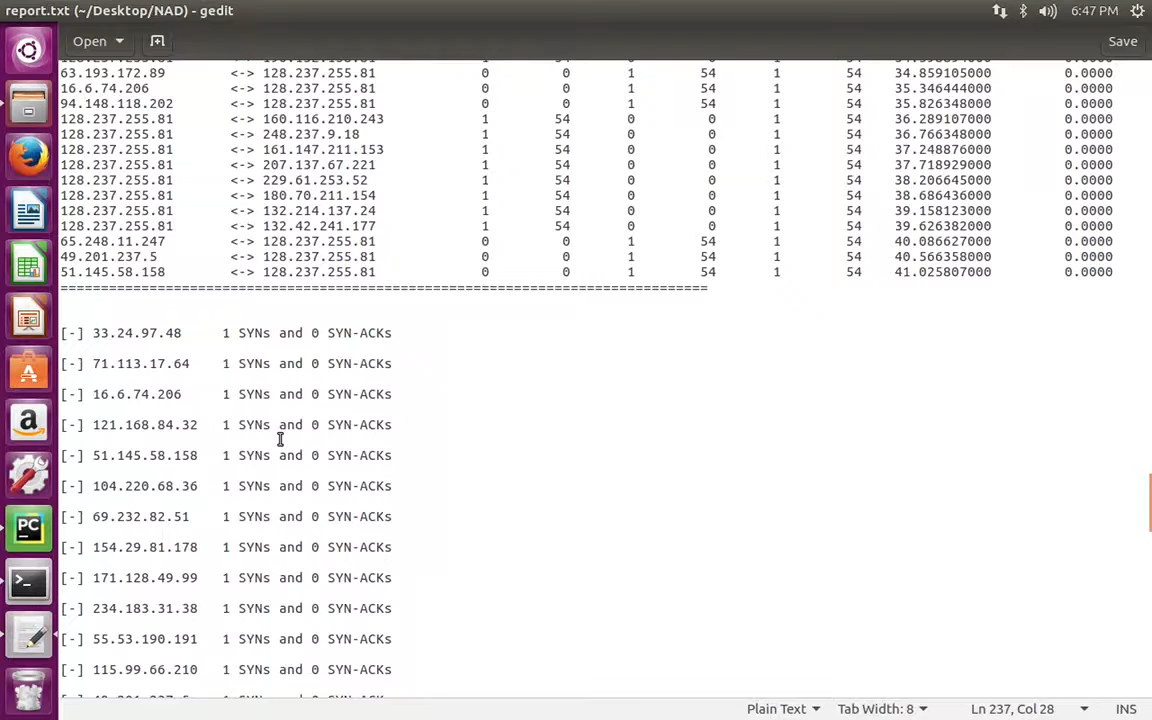 report.txt (~/Desktop/NAD) - gedit
6:47 PM
Open
Save
63.193.172.89 <-> 128.237.255.81 0 0 1 54 1 54 34.859105000 0.0000
16.6.74.206 <-> 128.237.255.81 0 0 1 54 1 54 35.346444000 0.0000
94.148.118.202 <-> 128.237.255.81 0 0 1 54 1 54 35.826348000 0.0000
128.237.255.81 <-> 160.116.210.243 1 54 0 0 1 54 36.289107000 0.0000
128.237.255.81 <-> 248.237.9.18 1 54 0 0 1 54 36.766348000 0.0000
128.237.255.81 <-> 161.147.211.153 1 54 0 0 1 54 37.248876000 0.0000
128.237.255.81 <-> 207.137.67.221 1 54 0 0 1 54 37.718929000 0.0000
128.237.255.81 <-> 229.61.253.52 1 54 0 0 1 54 38.206645000 0.0000
128.237.255.81 <-> 180.70.211.154 1 54 0 0 1 54 38.686436000 0.0000
128.237.255.81 <-> 132.214.137.24 1 54 0 0 1 54 39.158123000 0.0000
128.237.255.81 <-> 132.42.241.177 1 54 0 0 1 54 39.626382000 0.0000
65.248.11.247 <-> 128.237.255.81 0 0 1 54 1 54 40.086627000 0.0000
49.201.237.5 <-> 128.237.255.81 0 0 1 54 1 54 40.566358000 0.0000
51.145.58.158 <-> 128.237.255.81 0 0 1 54 1 54 41.025807000 0.0000
================================================================================
[-] 33.24.97.48 1 SYNs and 0 SYN-ACKs
[-] 71.113.17.64 1 SYNs and 0 SYN-ACKs
[-] 16.6.74.206 1 SYNs and 0 SYN-ACKs
[-] 121.168.84.32 1 SYNs and 0 SYN-ACKs
[-] 51.145.58.158 1 SYNs and 0 SYN-ACKs
[-] 104.220.68.36 1 SYNs and 0 SYN-ACKs
[-] 69.232.82.51 1 SYNs and 0 SYN-ACKs
[-] 154.29.81.178 1 SYNs and 0 SYN-ACKs
[-] 171.128.49.99 1 SYNs and 0 SYN-ACKs
[-] 234.183.31.38 1 SYNs and 0 SYN-ACKs
[-] 55.53.190.191 1 SYNs and 0 SYN-ACKs
[-] 115.99.66.210 1 SYNs and 0 SYN-ACKs
PC
Plain Text Tab Width: 8 Ln 237, Col 28 INS